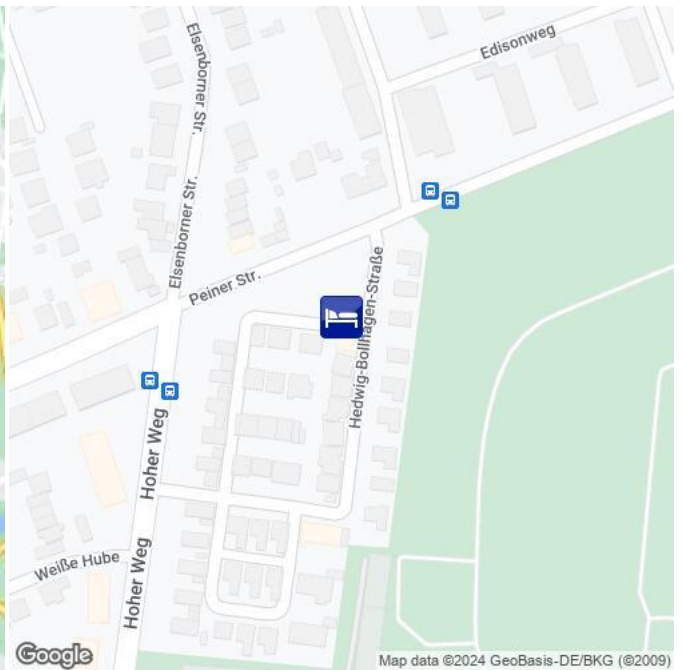 Edisonweg
Elsenborner Str.
Elsenborner Str.
Peiner Str.
Hedwig-Bollhagen-Straße
Hoher Weg
Weiße Hube
Hoher Weg
Google
Map data ©2024 GeoBasis-DE/BKG (©2009)